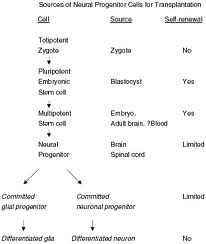 Sources of Neural Progenitor Cells for Transplantation
Cell Source Self-renewal
Totipotent
Zygote Zygote No
Pluripotent
Embryonic Blastocyst Yes
Stem cell
Multipotent Embryo, Yes
Stem cell Adult brain, ?Blood
Neural Brain Limited
Progenitor Spinal cord
Committed Committed Limited
glial progenitor neuronal progenitor
Differentiated glia Differentiated neuron No